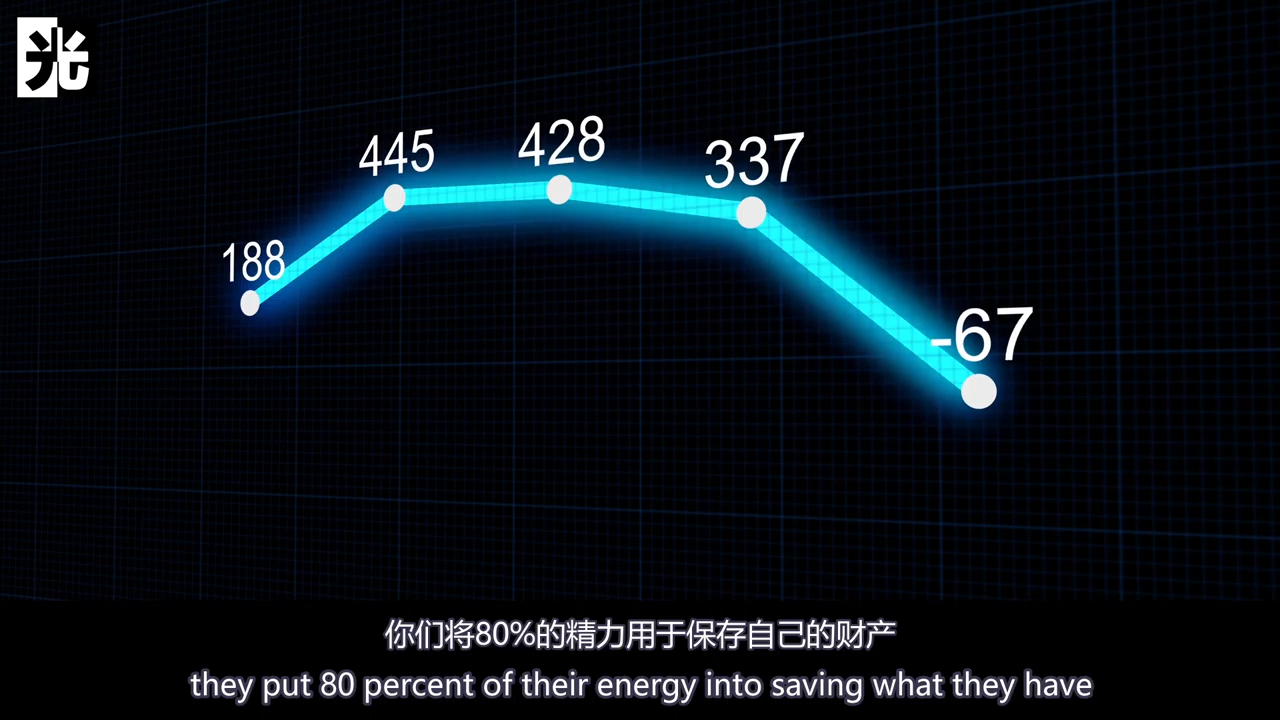 光
445
428
337
188
-67
你们将80%的精力用于保存自己的财产
they put 80 percent of their energy into saving what they have